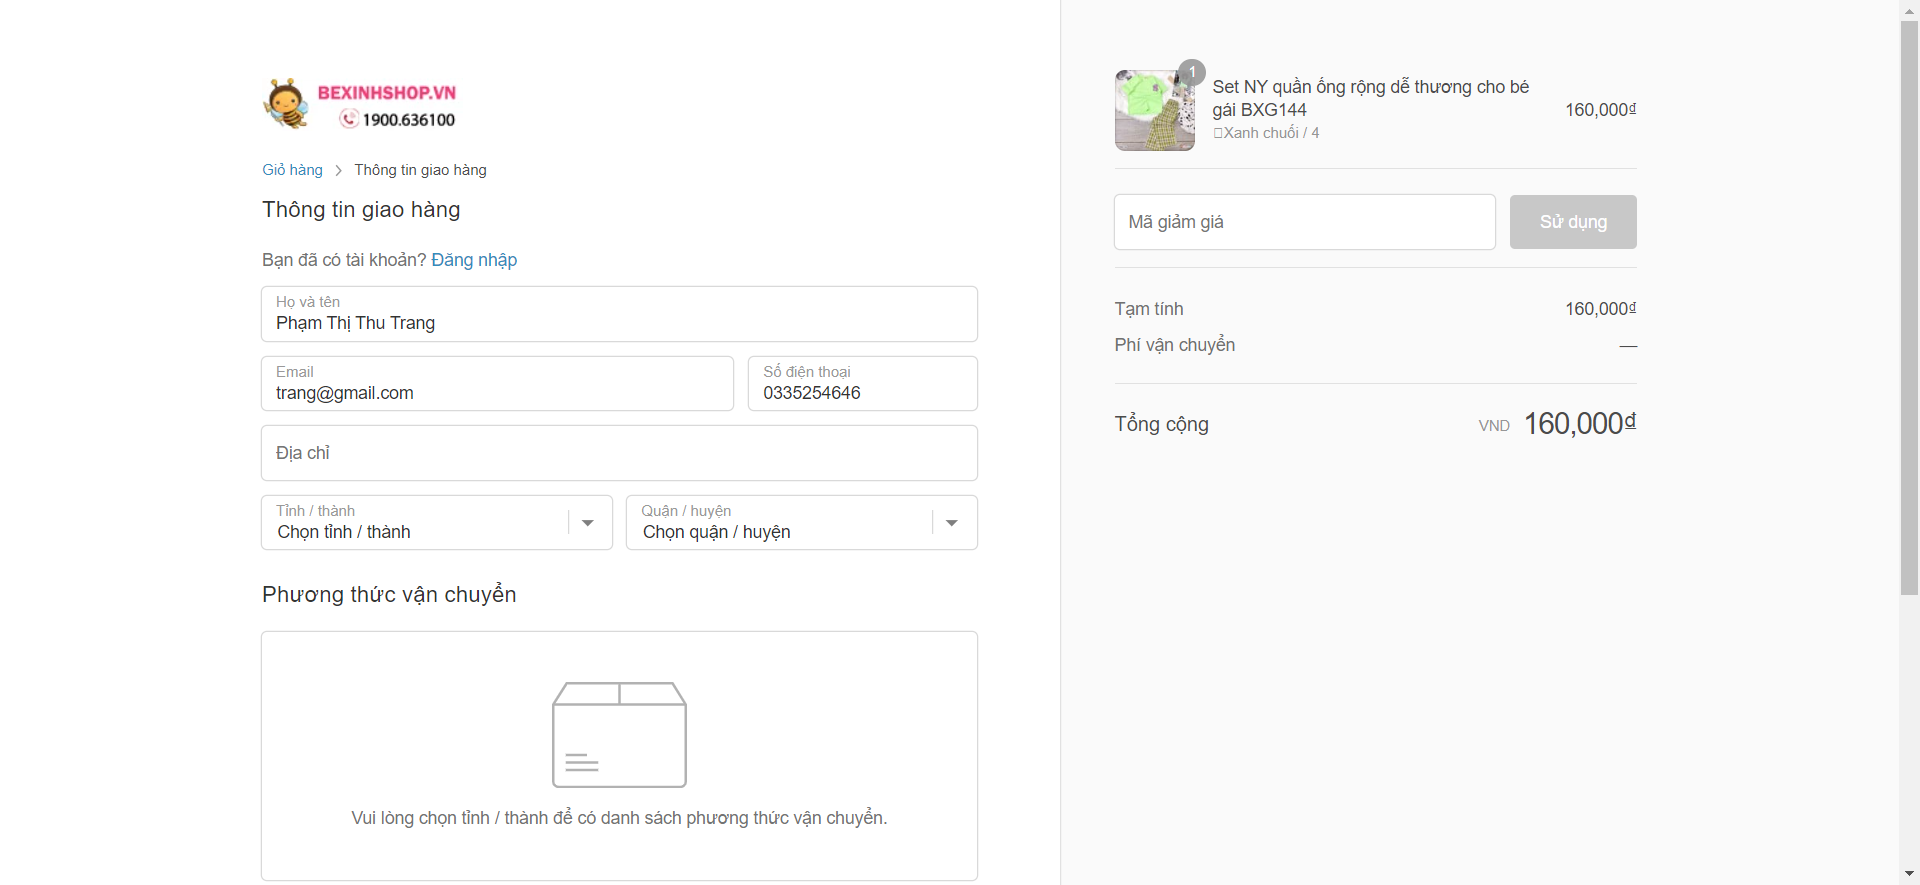 BEXINHSHOP.VN
1900.636100
Giỏ hàng
Thông tin giao hàng
Thông tin giao hàng
Bạn đã có tài khoản? Đăng nhập
Họ và tên
Phạm Thị Thu Trang
Email
trang@gmail.com
Số điện thoại
0335254646
Địa chỉ
Tỉnh / thành
Chọn tỉnh / thành
Quận / huyện
Chọn quận / huyện
Phương thức vận chuyển
Vui lòng chọn tỉnh / thành để có danh sách phương thức vận chuyển.
1
Set NY quần ống rộng dễ thương cho bé
gái BXG144
Xanh chuối / 4
160,000₫
Mã giảm giá
Sử dụng
Tạm tính
160,000₫
Phí vận chuyển
—
Tổng cộng
VND 160,000₫